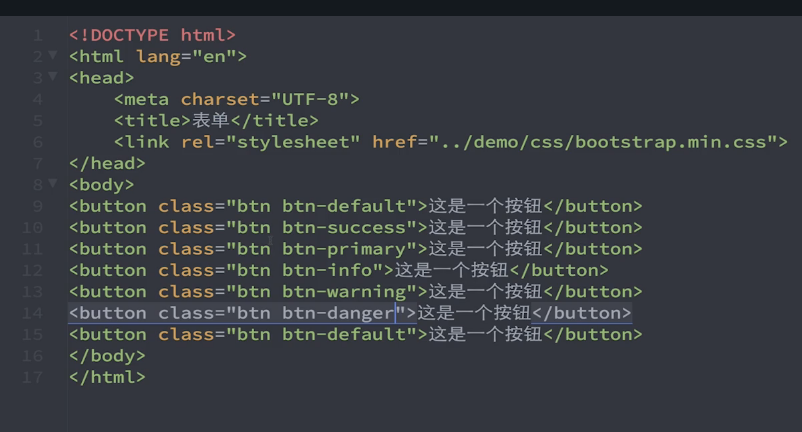 1 <!DOCTYPE html>
2 <html lang="en">
3 <head>
4 <meta charset="UTF-8">
5 <title>表单</title>
6 <link rel="stylesheet" href="../demo/css/bootstrap.min.css">
7 </head>
8 <body>
9 <button class="btn btn-default">这是一个按钮</button>
10 <button class="btn btn-success">这是一个按钮</button>
11 <button class="btn btn-primary">这是一个按钮</button>
12 <button class="btn btn-info">这是一个按钮</button>
13 <button class="btn btn-warning">这是一个按钮</button>
14 <button class="btn btn-danger">这是一个按钮</button>
15 <button class="btn btn-default">这是一个按钮</button>
16 </body>
17 </html>